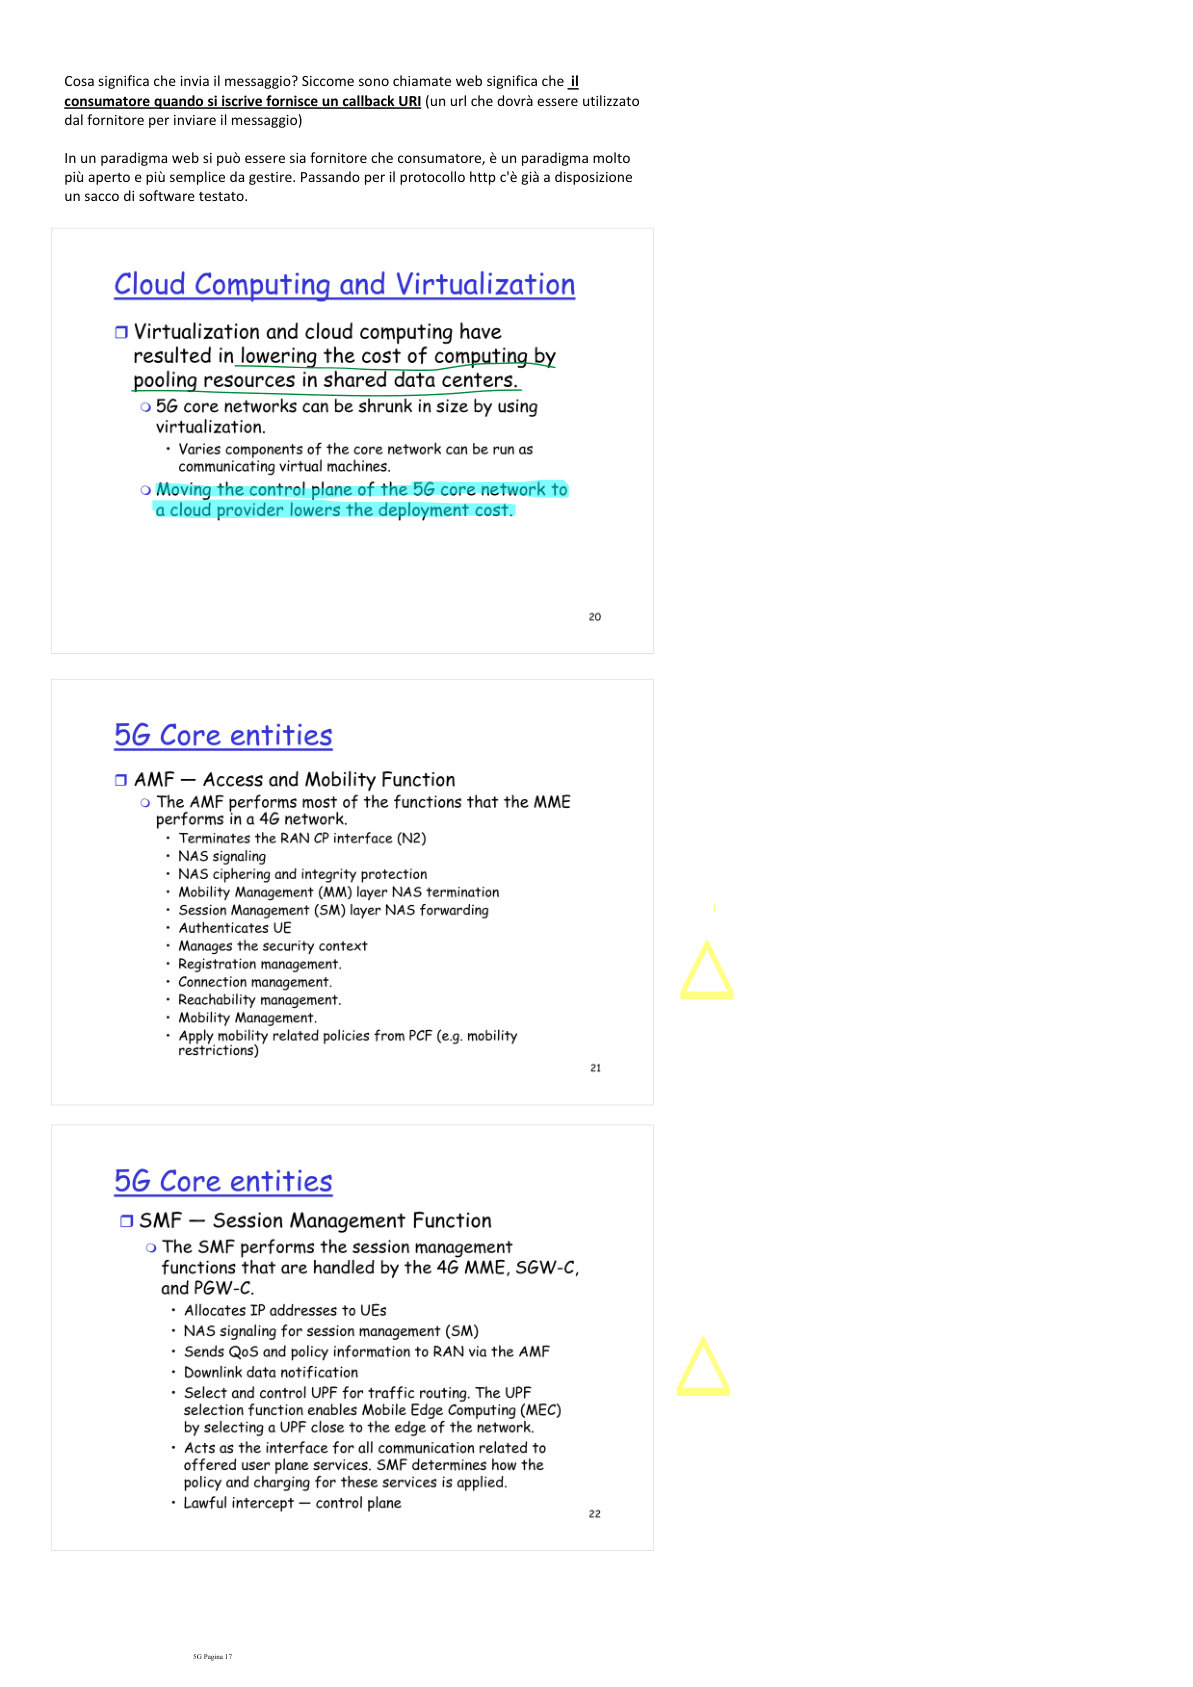 Cosa significa che invia il messaggio? Siccome sono chiamate web significa che il
consumatore quando si iscrive fornisce un callback URI (un url che dovrà essere utilizzato
dal fornitore per inviare il messaggio)
In un paradigma web si può essere sia fornitore che consumatore, è un paradigma molto
più aperto e più semplice da gestire. Passando per il protocollo http c'è già a disposizione
un sacco di software testato.
Cloud Computing and Virtualization
❒ Virtualization and cloud computing have
resulted in lowering the cost of computing by
pooling resources in shared data centers.
❍ 5G core networks can be shrunk in size by using
virtualization.
• Varies components of the core network can be run as
communicating virtual machines.
❍ Moving the control plane of the 5G core network to
a cloud provider lowers the deployment cost.
20
5G Core entities
❒ AMF — Access and Mobility Function
❍ The AMF performs most of the functions that the MME
performs in a 4G network.
• Terminates the RAN CP interface (N2)
• NAS signaling
• NAS ciphering and integrity protection
• Mobility Management (MM) layer NAS termination
• Session Management (SM) layer NAS forwarding
• Authenticates UE
• Manages the security context
• Registration management.
• Connection management.
• Reachability management.
• Mobility Management.
• Apply mobility related policies from PCF (e.g. mobility
restrictions)
21
5G Core entities
❒ SMF — Session Management Function
❍ The SMF performs the session management
functions that are handled by the 4G MME, SGW-C,
and PGW-C.
• Allocates IP addresses to UEs
• NAS signaling for session management (SM)
• Sends QoS and policy information to RAN via the AMF
• Downlink data notification
• Select and control UPF for traffic routing. The UPF
selection function enables Mobile Edge Computing (MEC)
by selecting a UPF close to the edge of the network.
• Acts as the interface for all communication related to
offered user plane services. SMF determines how the
policy and charging for these services is applied.
• Lawful intercept — control plane
22
5G Pagina 17